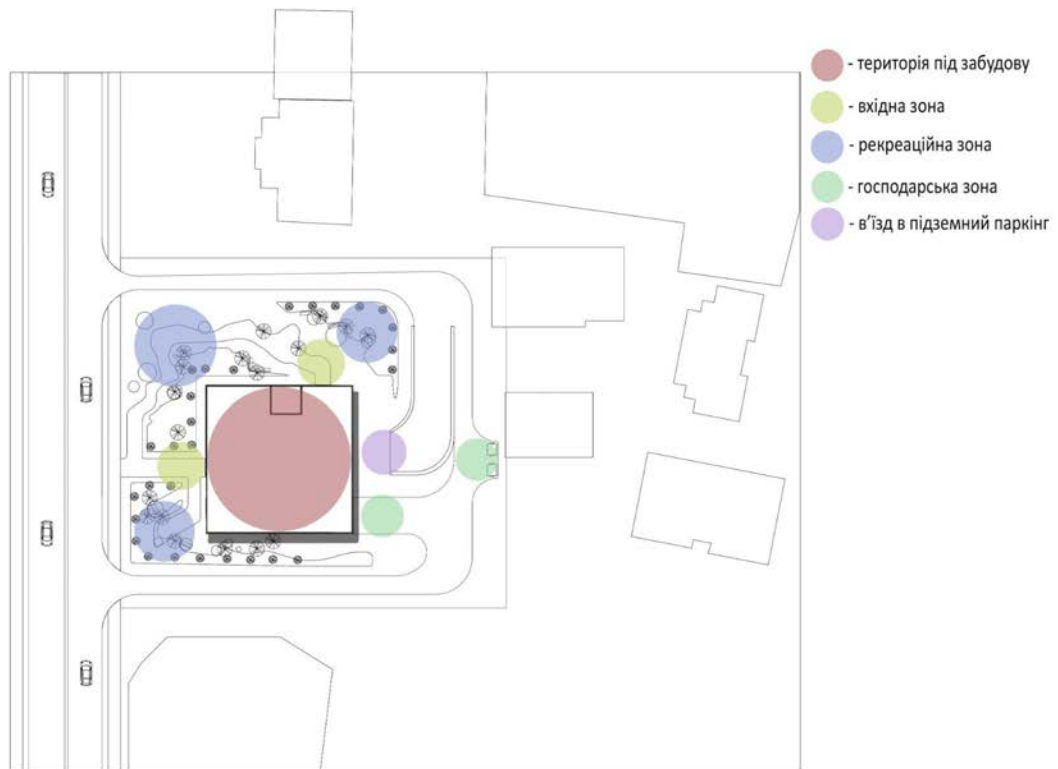 - територія під забудову
- вхідна зона
- рекреаційна зона
- господарська зона
- в'їзд в підземний паркінг